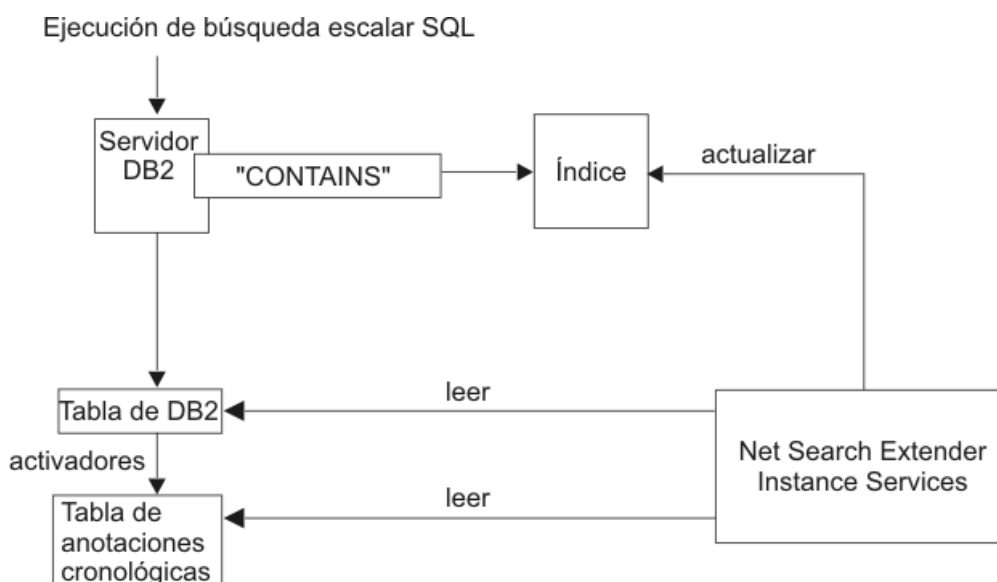 Ejecución de búsqueda escalar SQL
Servidor
DB2
"CONTAINS"
Índice
actualizar
Tabla de DB2
leer
activadores
Net Search Extender
Instance Services
Tabla de
anotaciones
cronológicas
leer